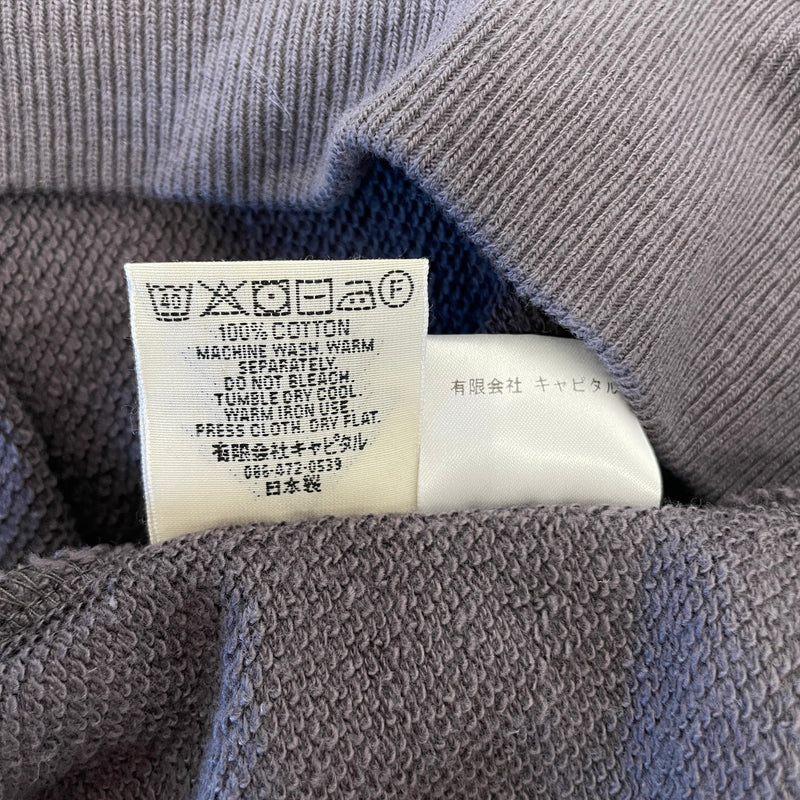 40 F
100% COTTON
MACHINE WASH, WARM
SEPARATELY.
DO NOT BLEACH.
TUMBLE DRY COOL.
WARM IRON USE.
PRESS CLOTH. DRY FLAT.
有限会社キャピタル
086-472-0539
日本製
有限会社 キャピタル